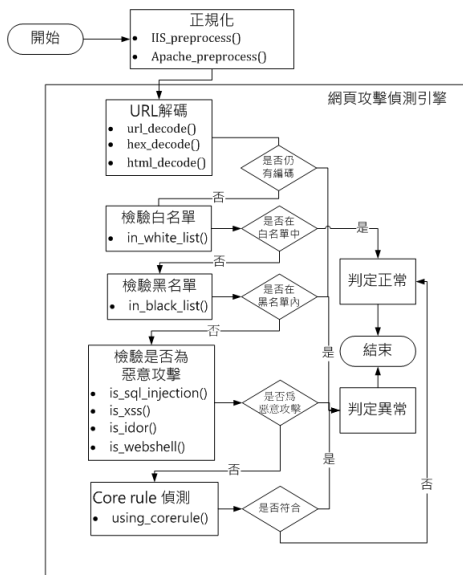 開始
正規化
• IIS_preprocess()
• Apache_preprocess()
網頁攻擊偵測引擎
URL解碼
• url_decode()
• hex_decode()
• html_decode()
是否仍
有編碼
否
檢驗白名單
• in_white_list()
是否在
白名單中
是
否
檢驗黑名單
• in_black_list()
是否在
黑名單內
判定正常
否
是
結束
檢驗是否為
惡意攻擊
• is_sql_injection()
• is_xss()
• is_idor()
• is_webshell()
是否為
惡意攻擊
判定異常
否
是
否
Core rule 偵測
• using_corerule()
是否符合